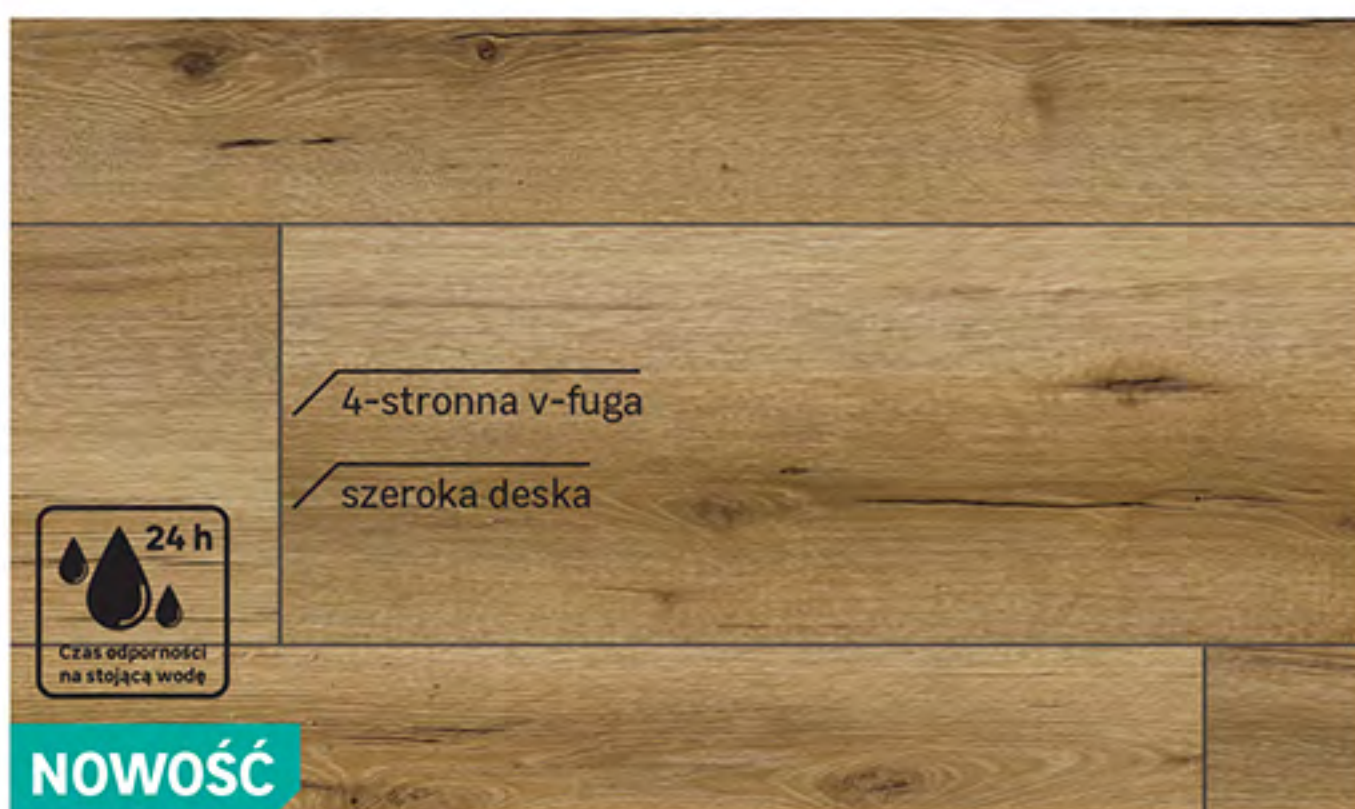 4-stronna v-fuga
szeroka deska
24 h
Czas odporności
na stojącą wodę
NOWOŚĆ